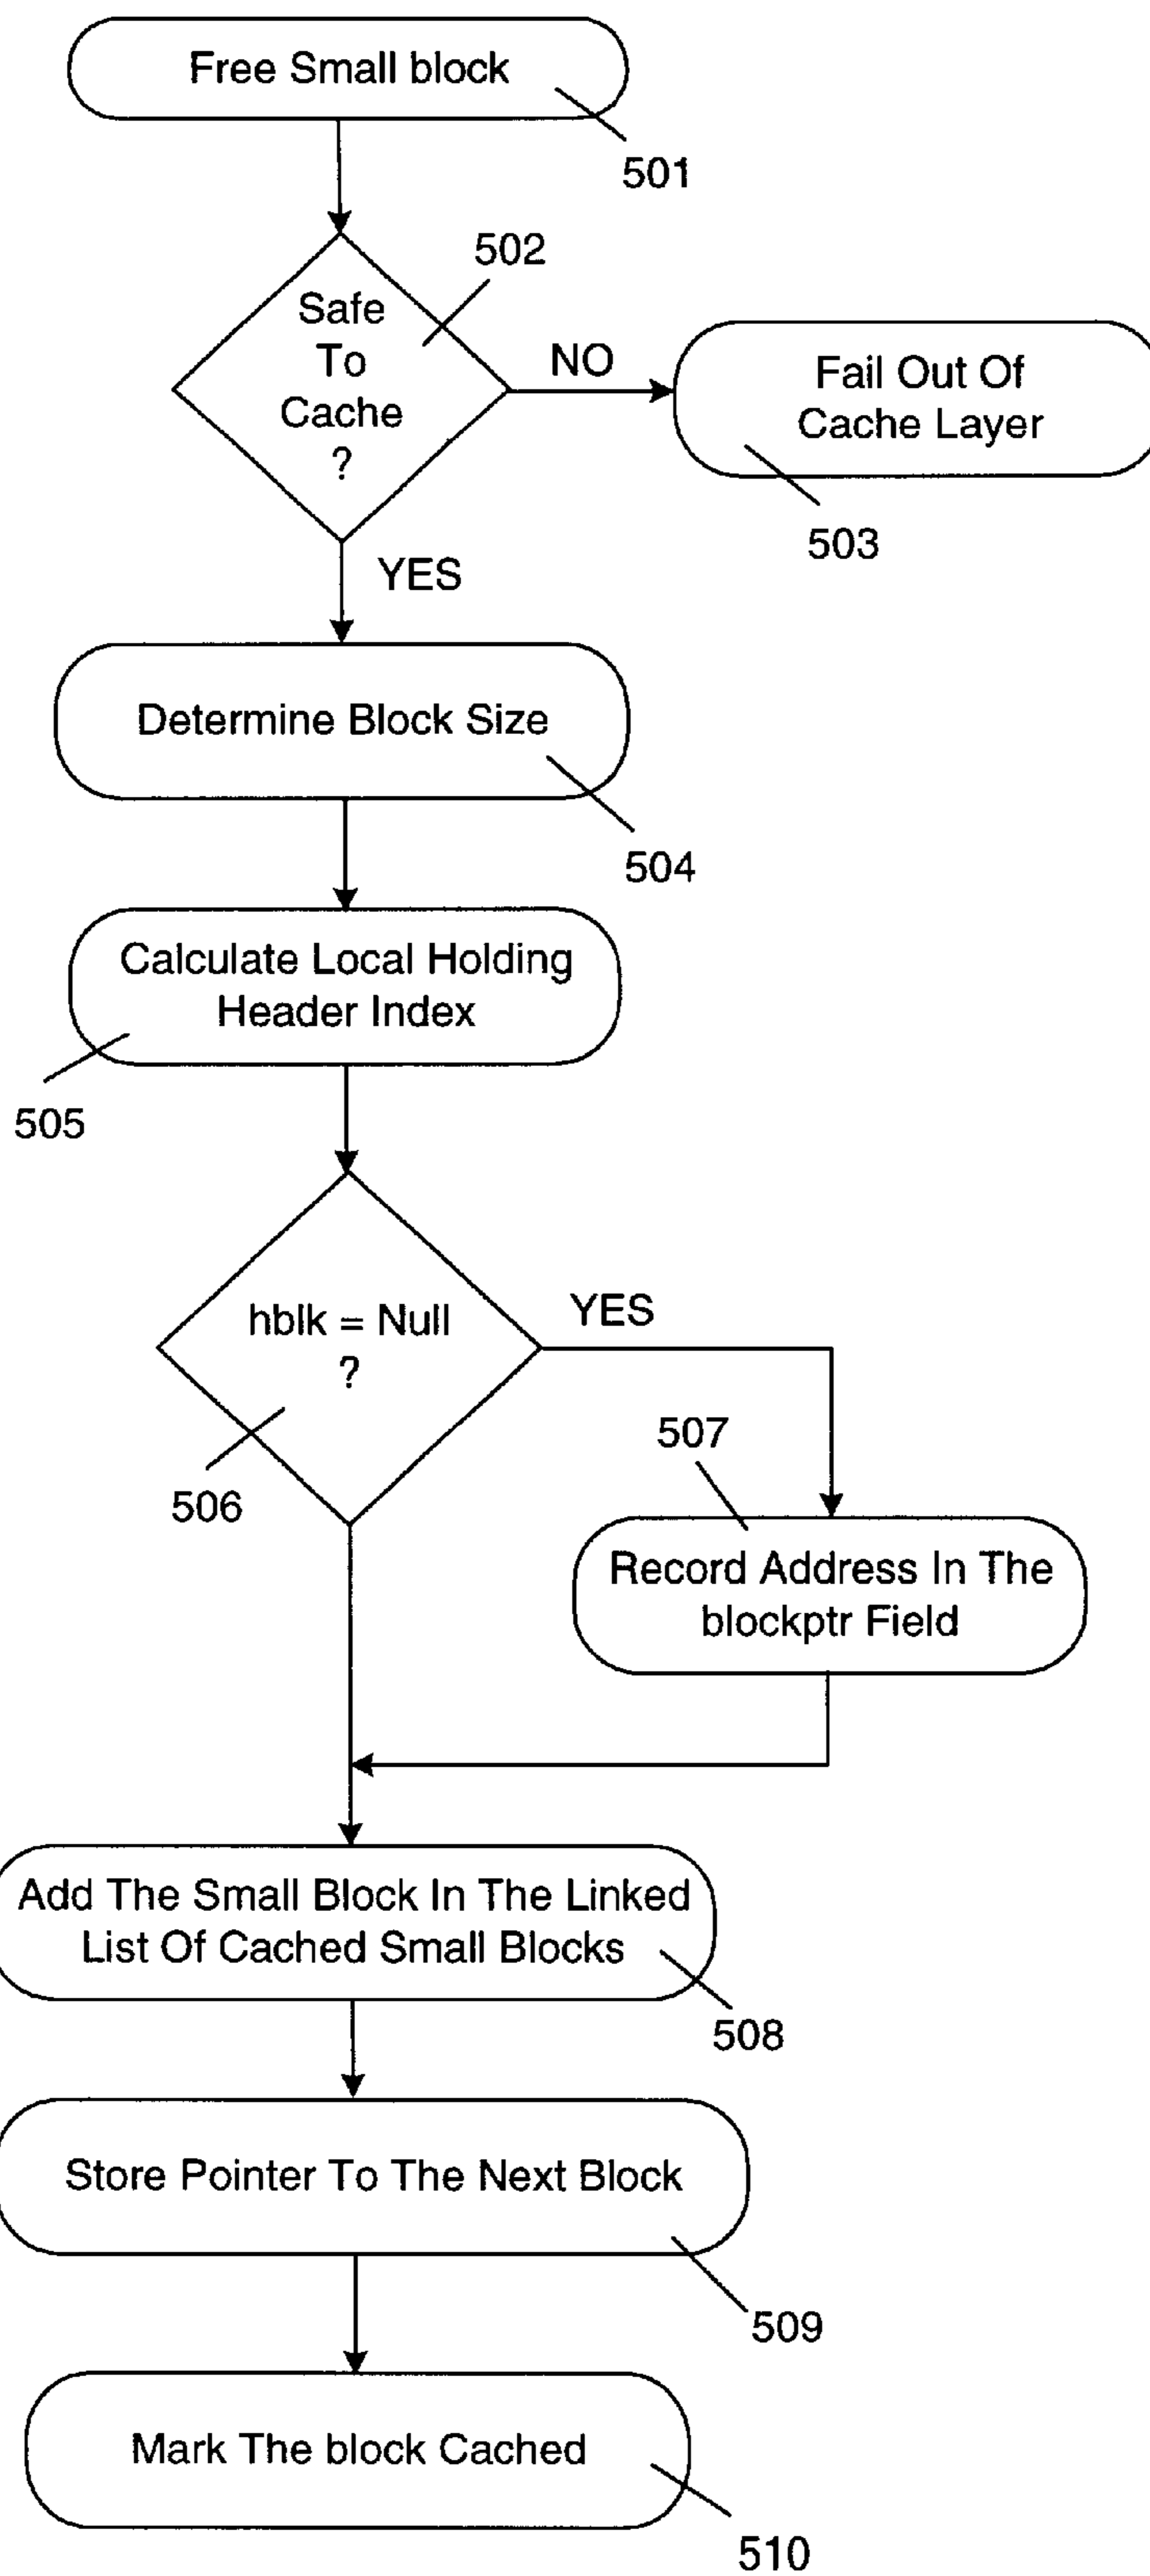 Free Small block
501
502
Safe
To
Cache
?
NO
Fail Out Of
Cache Layer
503
YES
Determine Block Size
504
Calculate Local Holding
Header Index
505
hblk = Null
?
YES
506
507
Record Address In The
blockptr Field
Add The Small Block In The Linked
List Of Cached Small Blocks
508
Store Pointer To The Next Block
509
Mark The block Cached
510